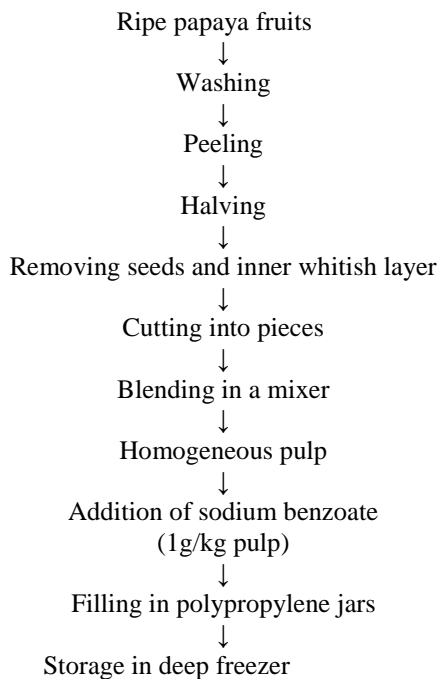 Ripe papaya fruits
↓
Washing
↓
Peeling
↓
Halving
↓
Removing seeds and inner whitish layer
↓
Cutting into pieces
↓
Blending in a mixer
↓
Homogeneous pulp
↓
Addition of sodium benzoate
(1g/kg pulp)
↓
Filling in polypropylene jars
↓
Storage in deep freezer